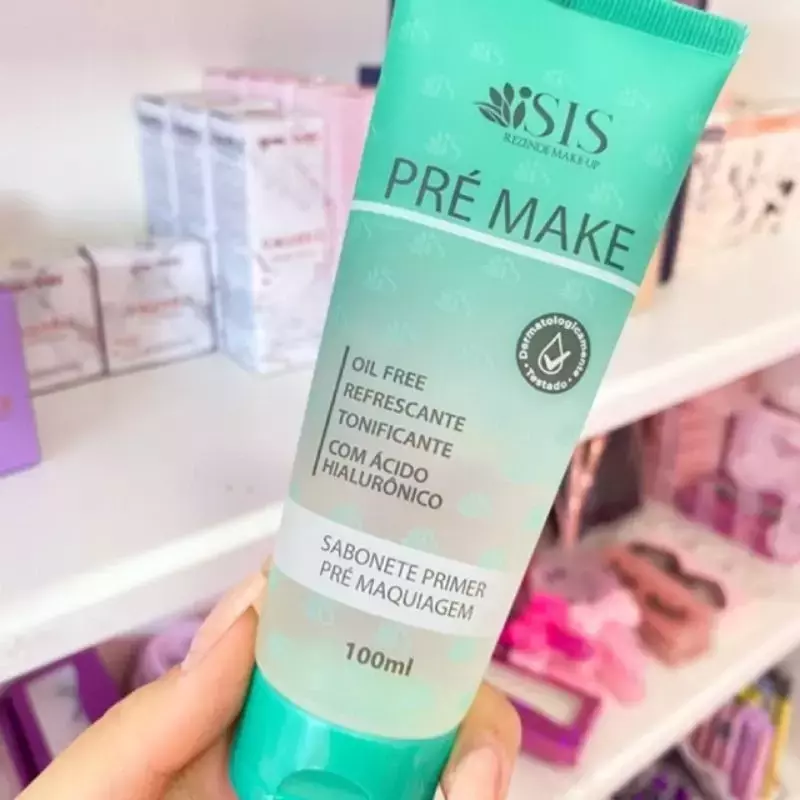 iSIS
REZENDE MAKE-UP
PRÉ MAKE
Dermatologicamente
Testado
OIL FREE
REFRESCANTE
TONIFICANTE
COM ÁCIDO
HIALURÔNICO
SABONETE PRIMER
PRÉ MAQUIAGEM
100ml